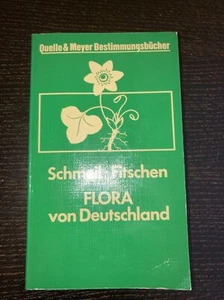 Quelle & Meyer Bestimmungsbücher
Schmeil · Fitschen
FLORA
von Deutschland